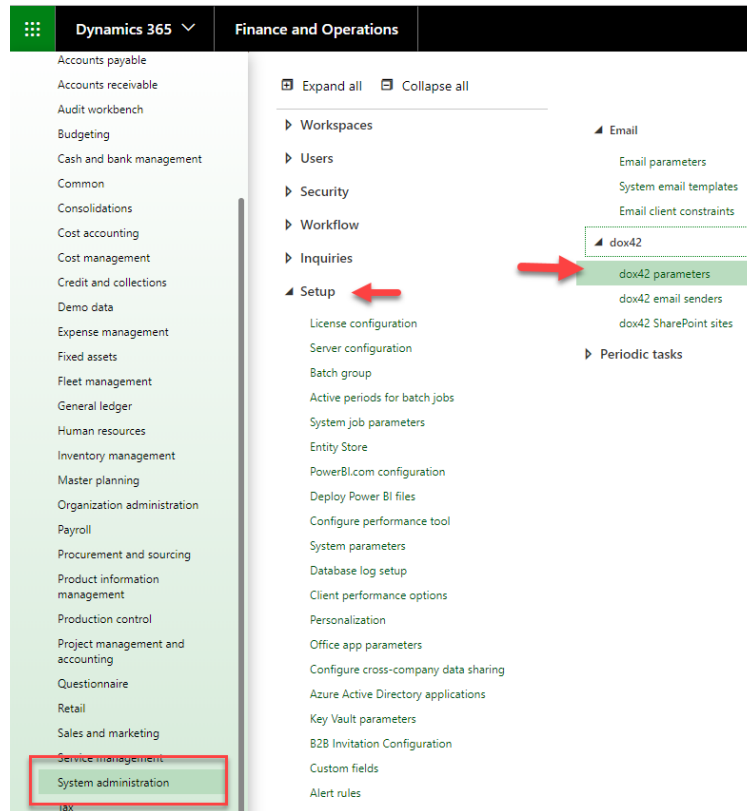 Dynamics 365
Finance and Operations
Accounts payable
Accounts receivable
Audit workbench
Budgeting
Cash and bank management
Common
Consolidations
Cost accounting
Cost management
Credit and collections
Demo data
Expense management
Fixed assets
Fleet management
General ledger
Human resources
Inventory management
Master planning
Organization administration
Payroll
Procurement and sourcing
Product information
management
Production control
Project management and
accounting
Questionnaire
Retail
Sales and marketing
Service management
System administration
Tax
Expand all
Collapse all
Workspaces
Users
Security
Workflow
Inquiries
Setup
License configuration
Server configuration
Batch group
Active periods for batch jobs
System job parameters
Entity Store
PowerBI.com configuration
Deploy Power BI files
Configure performance tool
System parameters
Database log setup
Client performance options
Personalization
Office app parameters
Configure cross-company data sharing
Azure Active Directory applications
Key Vault parameters
B2B Invitation Configuration
Custom fields
Alert rules
Email
Email parameters
System email templates
Email client constraints
dox42
dox42 parameters
dox42 email senders
dox42 SharePoint sites
Periodic tasks